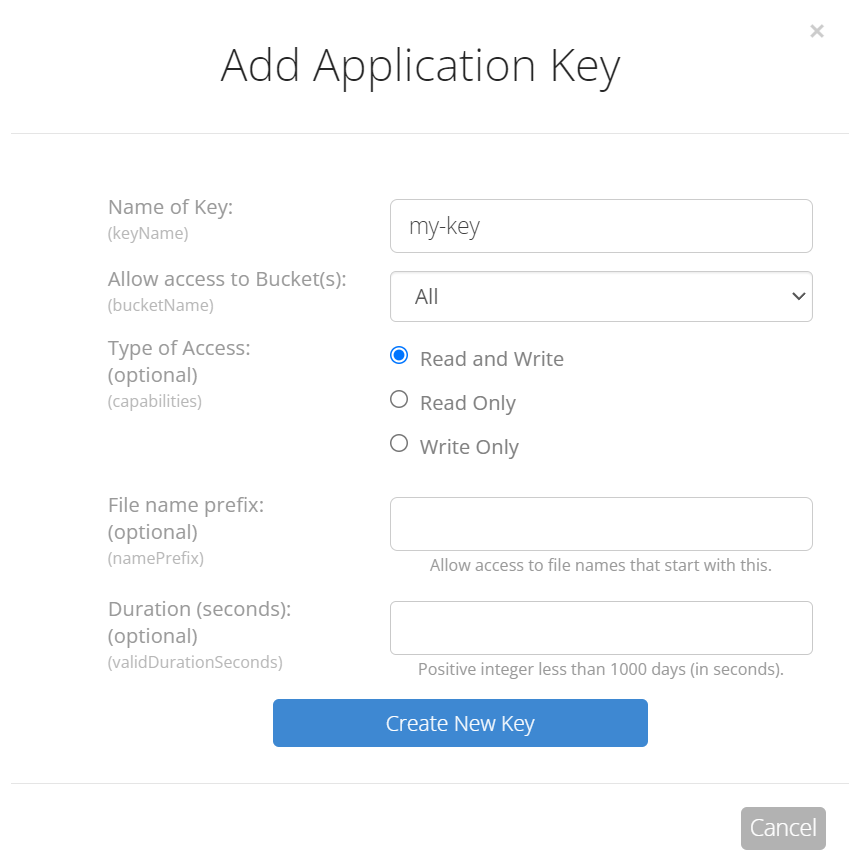 ×
Add Application Key
Name of Key:
(keyName)
my-key
Allow access to Bucket(s):
(bucketName)
All
Type of Access:
(optional)
(capabilities)
Read and Write
Read Only
Write Only
File name prefix:
(optional)
(namePrefix)
Allow access to file names that start with this.
Duration (seconds):
(optional)
(validDurationSeconds)
Positive integer less than 1000 days (in seconds).
Create New Key
Cancel